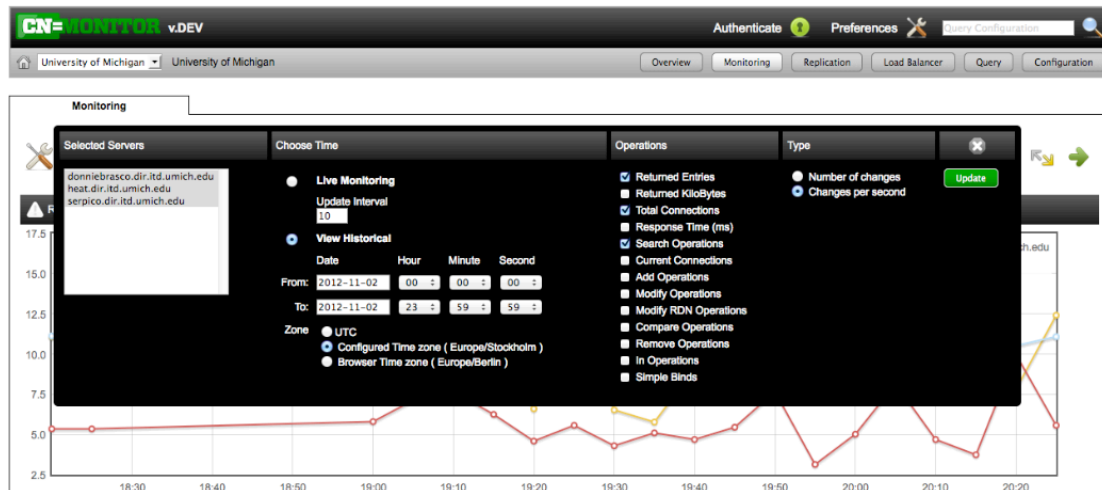 CN=MONITOR v.DEV
Authenticate Preferences Query Configuration
University of Michigan University of Michigan
Overview Monitoring Replication Load Balancer Query Configuration
Monitoring
Selected Servers Choose Time Operations Type
donniebrasco.dir.itd.umich.edu
heat.dir.itd.umich.edu
serpico.dir.itd.umich.edu
Live Monitoring
Update Interval
10
View Historical
Date Hour Minute Second
From: 2012-11-02 00 00 00
To: 2012-11-02 23 59 59
Zone UTC
Configured Time zone ( Europe/Stockholm )
Browser Time zone ( Europe/Berlin )
Returned Entries
Returned KiloBytes
Total Connections
Response Time (ms)
Search Operations
Current Connections
Add Operations
Modify Operations
Modify RDN Operations
Compare Operations
Remove Operations
In Operations
Simple Binds
Number of changes
Changes per second
Update
R
ch.edu
17.5
15.0
12.5
10.0
7.5
5.0
2.5
18:30 18:40 18:50 19:00 19:10 19:20 19:30 19:40 19:50 20:00 20:10 20:20